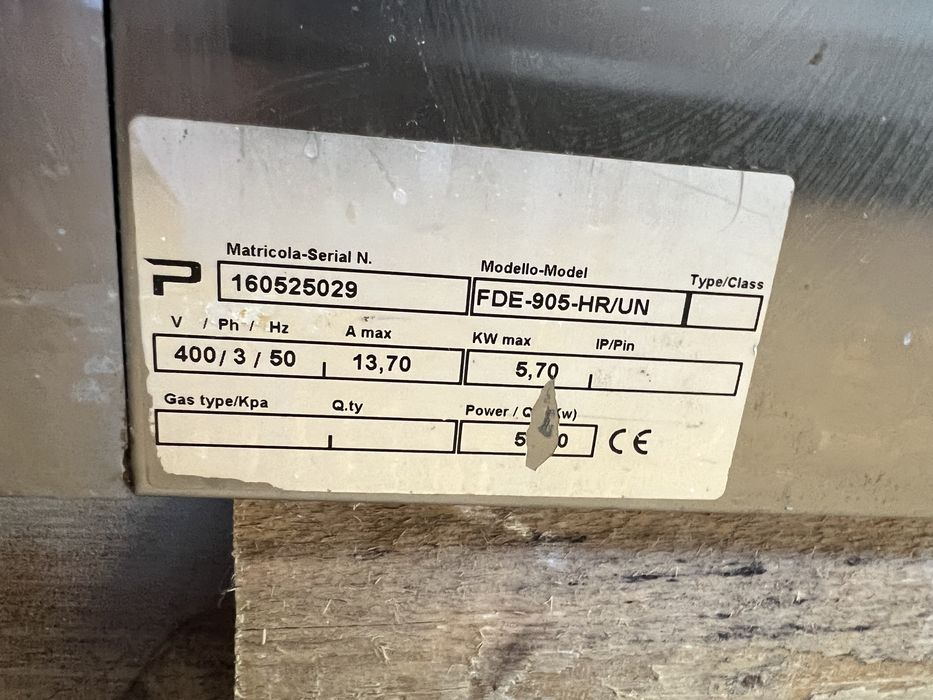 Matricola-Serial N. Modello-Model Type/Class
P 160525029 FDE-905-HR/UN
V / Ph / Hz A max KW max IP/Pin
400/ 3 / 50 13,70 5,70
Gas type/Kpa Q.ty Power /
CE